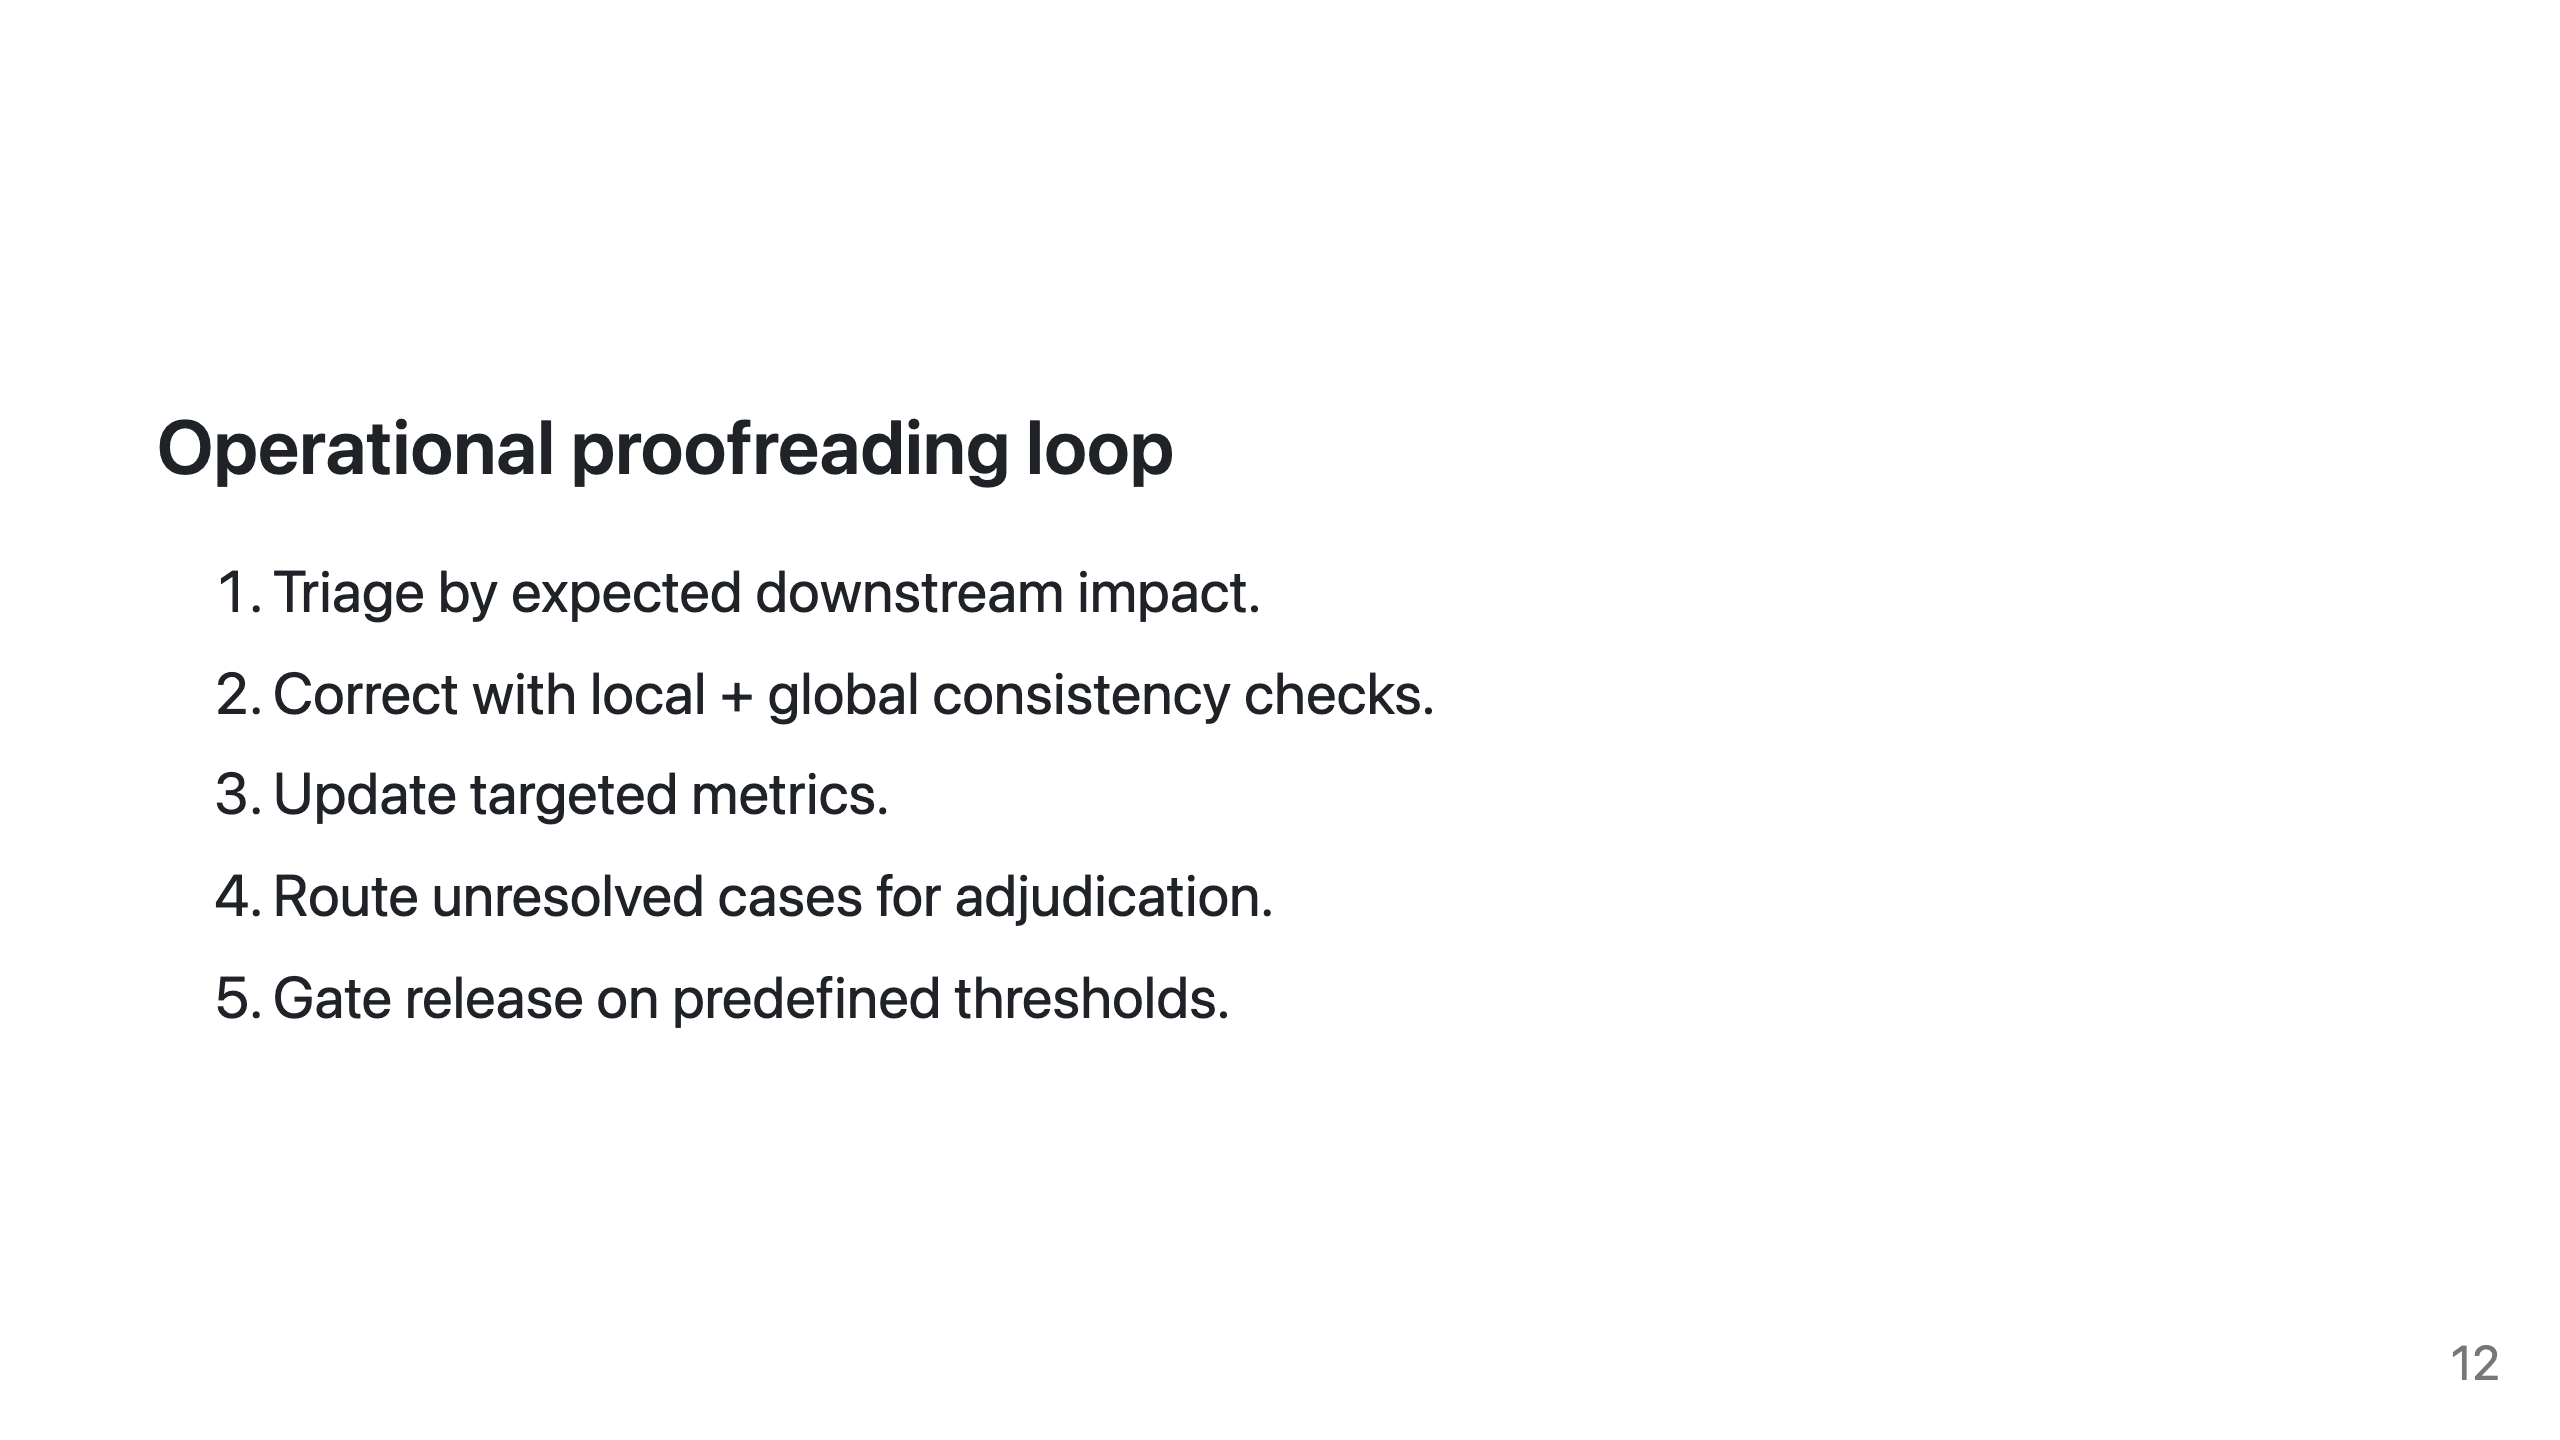 Operational proofreading loop
1. Triage by expected downstream impact.
2. Correct with local + global consistency checks.
3. Update targeted metrics.
4. Route unresolved cases for adjudication.
5. Gate release on predefined thresholds.
12